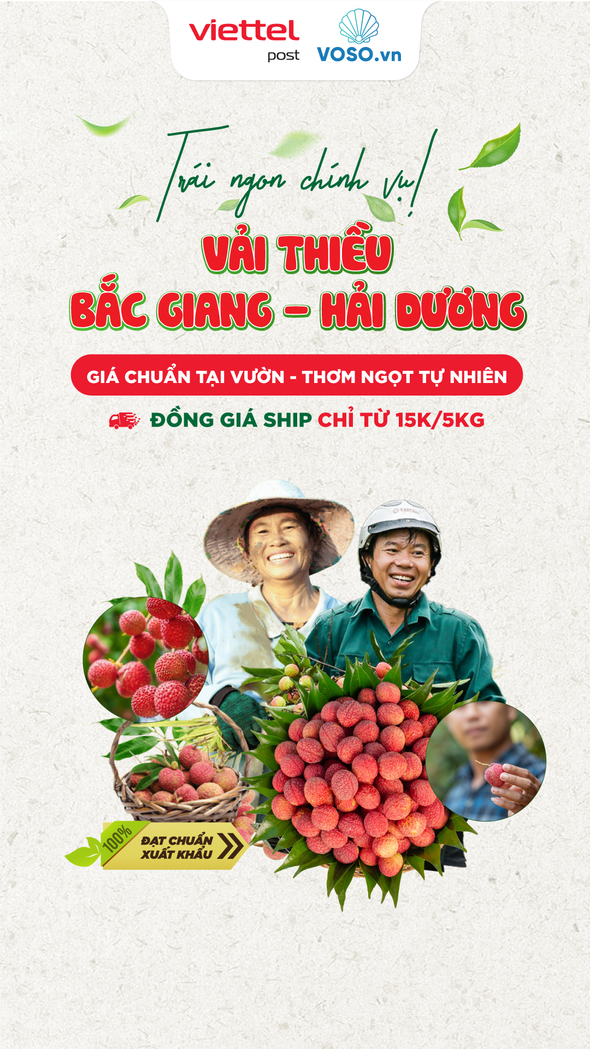 viettel
post
VOSO.vn
Trái ngon chính vụ!
VẢI THIỀU
BẮC GIANG – HẢI DƯƠNG
GIÁ CHUẨN TẠI VƯỜN - THƠM NGỌT TỰ NHIÊN
ĐỒNG GIÁ SHIP CHỈ TỪ 15K/5KG
100%
ĐẠT CHUẨN
XUẤT KHẨU